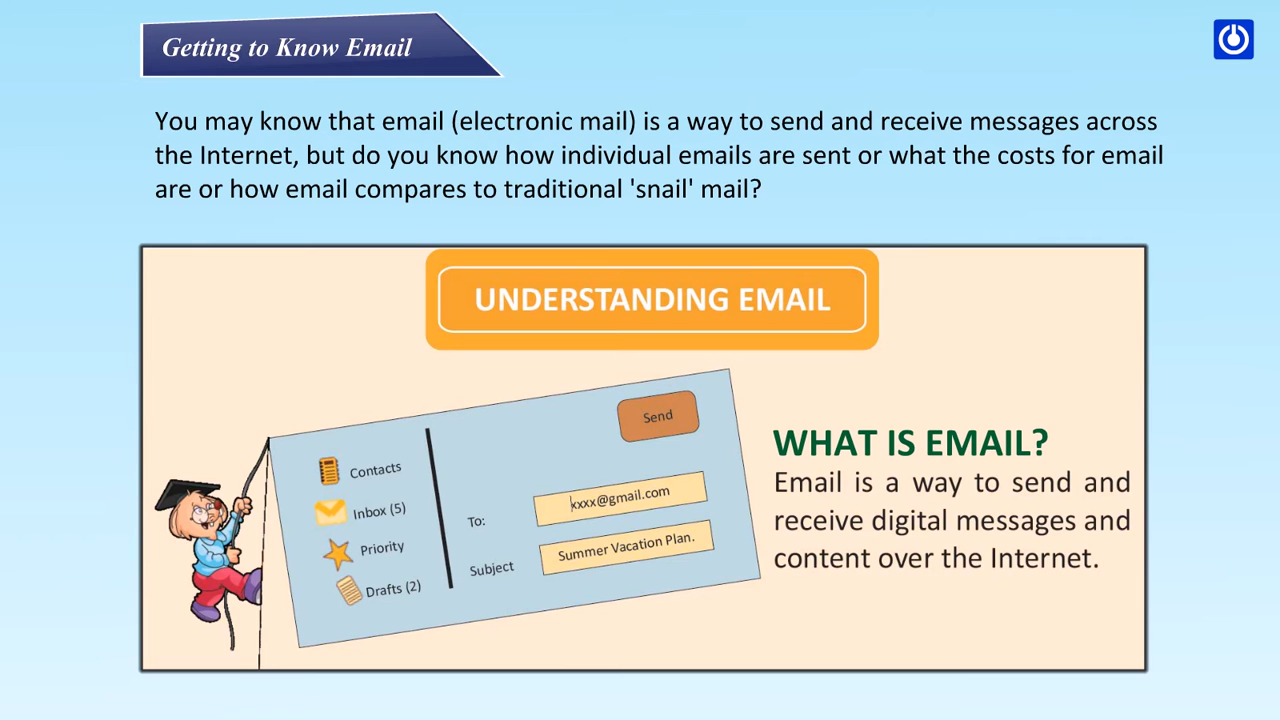 Getting to Know Email
You may know that email (electronic mail) is a way to send and receive messages across
the Internet, but do you know how individual emails are sent or what the costs for email
are or how email compares to traditional 'snail' mail?
UNDERSTANDING EMAIL
Send
Contacts
Inbox (5)
Priority
Drafts (2)
To:
xxxx@gmail.com
Subject
Summer Vacation Plan.
WHAT IS EMAIL?
Email is a way to send and
receive digital messages and
content over the Internet.